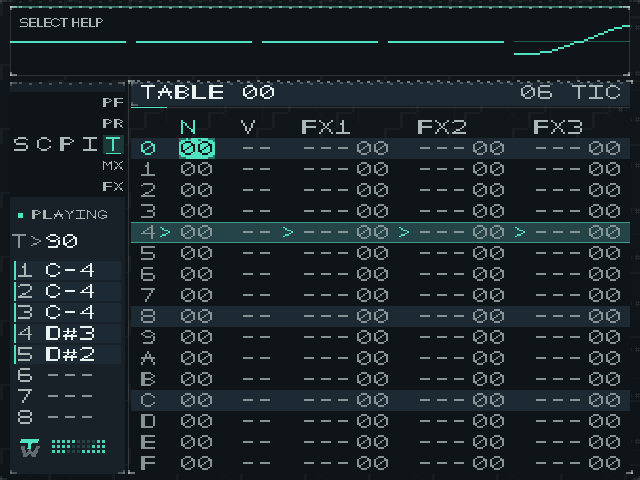 SELECT HELP
TABLE 00 06 TIC
PF
PR
SCPIT
MX
FX
PLAYING
T>90
1 C-4
2 C-4
3 C-4
4 D#3
5 D#2
6 ---
7 ---
8 ---
TW
N V FX1 FX2 FX3
0 00 -- ---00 ---00 ---00
1 00 -- ---00 ---00 ---00
2 00 -- ---00 ---00 ---00
3 00 -- ---00 ---00 ---00
4> 00 -- > ---00 > ---00 > ---00
5 00 -- ---00 ---00 ---00
6 00 -- ---00 ---00 ---00
7 00 -- ---00 ---00 ---00
8 00 -- ---00 ---00 ---00
9 00 -- ---00 ---00 ---00
A 00 -- ---00 ---00 ---00
B 00 -- ---00 ---00 ---00
C 00 -- ---00 ---00 ---00
D 00 -- ---00 ---00 ---00
E 00 -- ---00 ---00 ---00
F 00 -- ---00 ---00 ---00